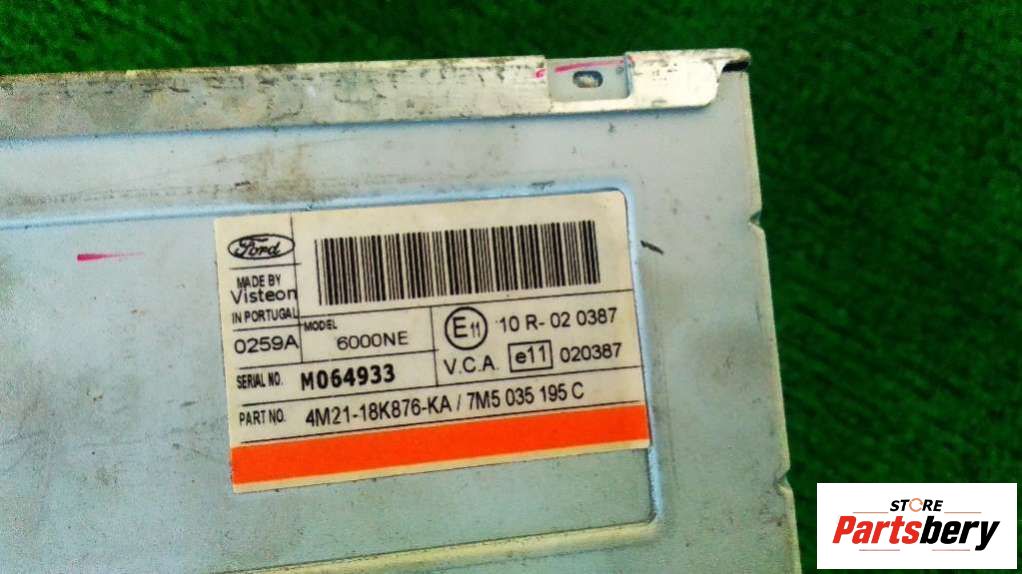 Ford
MADE BY
Visteon
IN PORTUGAL
0259A
MODEL
6000NE
E11 10 R- 02 0387
V.C.A. e11 020387
SERIAL NO. M064933
PART NO. 4M21-18K876-KA / 7M5 035 195 C
STORE
Partsbery